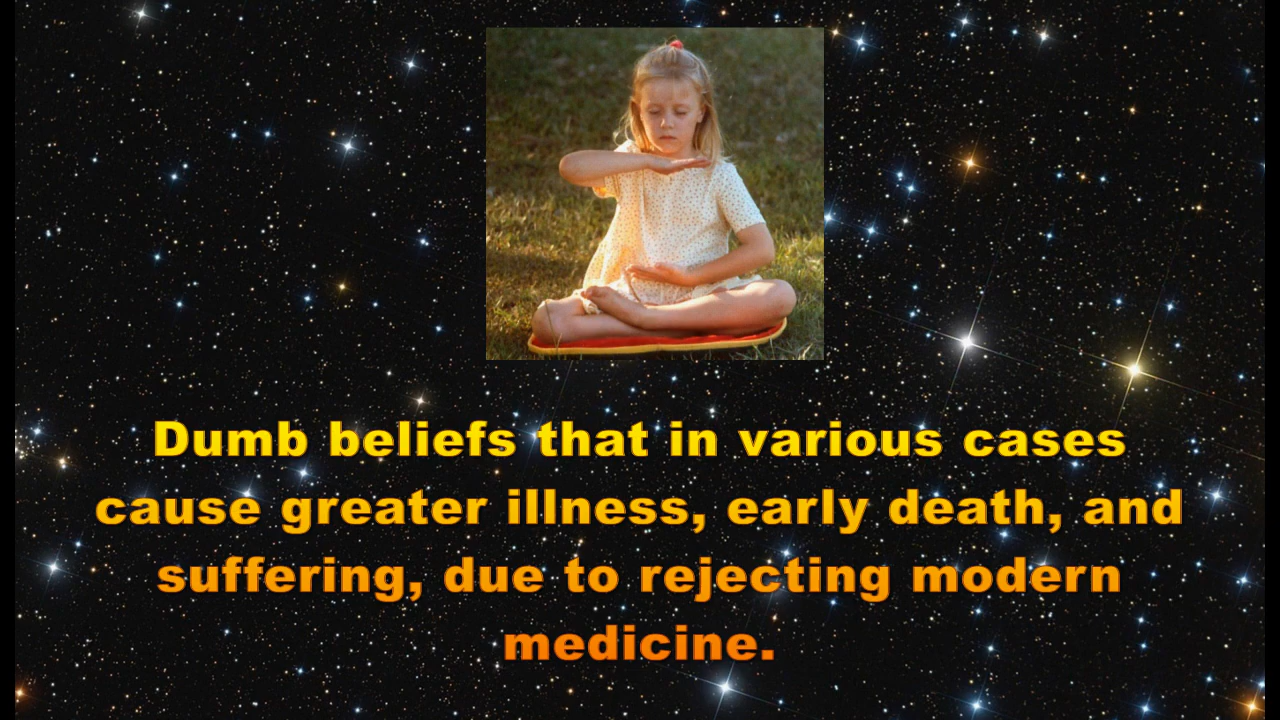 Dumb beliefs that in various cases
cause greater illness, early death, and
suffering, due to rejecting modern
medicine.